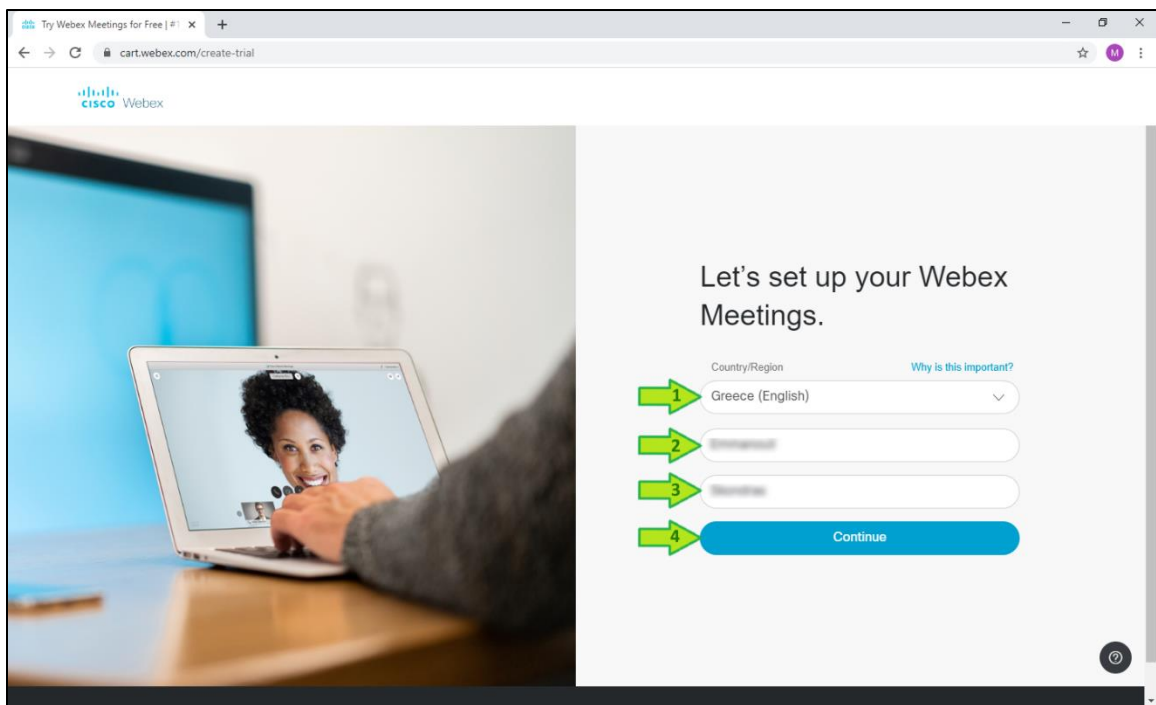 Try Webex Meetings for Free | #1
cart.webex.com/create-trial
M
cisco Webex
Let's set up your Webex
Meetings.
Country/Region Why is this important?
1 Greece (English)
2
3
4 Continue